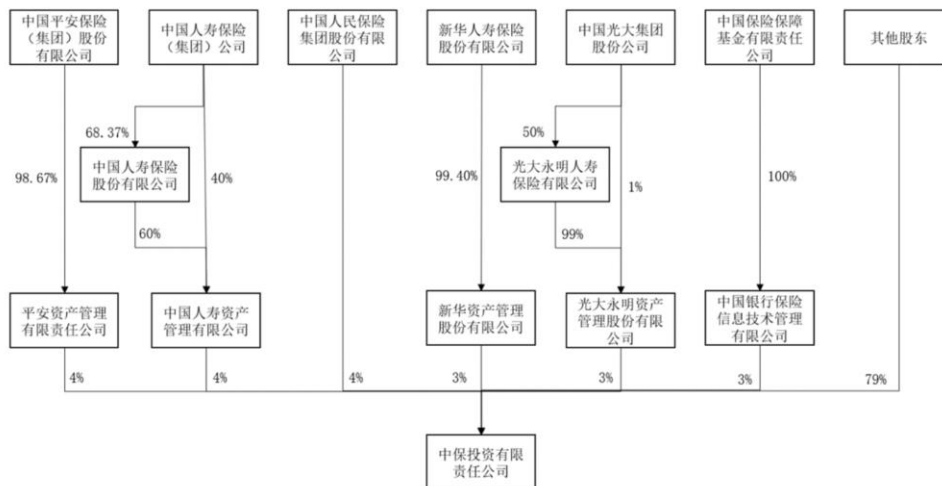 中国平安保险
（集团）股份
有限公司
中国人寿保险
（集团）公司
中国人民保险
集团股份有限
公司
新华人寿保险
股份有限公司
中国光大集团
股份公司
中国保险保障
基金有限责任
公司
其他股东
68.37%
50%
中国人寿保险
股份有限公司
光大永明人寿
保险有限公司
98.67%
40%
99.40%
1%
100%
60%
99%
平安资产管理
有限责任公司
中国人寿资产
管理有限公司
新华资产管理
股份有限公司
光大永明资产
管理股份有限
公司
中国银行保险
信息技术管理
有限公司
4%
4%
4%
3%
3%
3%
79%
中保投资有限
责任公司